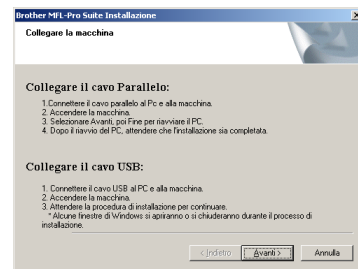 Brother MFL-Pro Suite Installazione
Collegare la macchina
Collegare il cavo Parallelo:
1.Connettere il cavo parallelo al Pc e alla macchina.
2. Accendere la macchina.
3. Selezionare Avanti, poi Fine per riavviare il PC.
4. Dopo il riavvio del PC, attendere che l'installazione sia completata.
Collegare il cavo USB:
1. Connettere il cavo USB al PC e alla macchina.
2. Accendere la macchina.
3. Attendere la procedura di installazione per continuare.
* Alcune finestre di Windows si apriranno o si chiuderanno durante il processo di
installazione.
< Indietro Avanti > Annulla